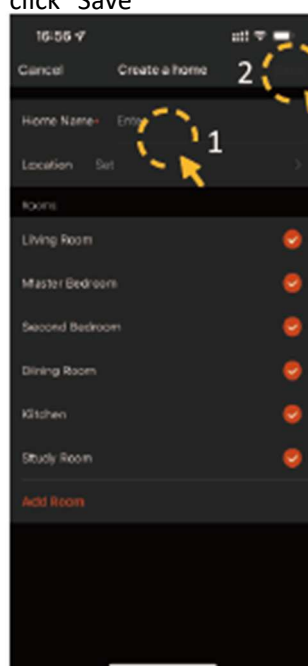 click "Save"
16:56
Cancel Create a home 2
Home Name* Enter
1
Location Set
Rooms
Living Room
Master Bedroom
Second Bedroom
Dining Room
Kitchen
Study Room
Add Room